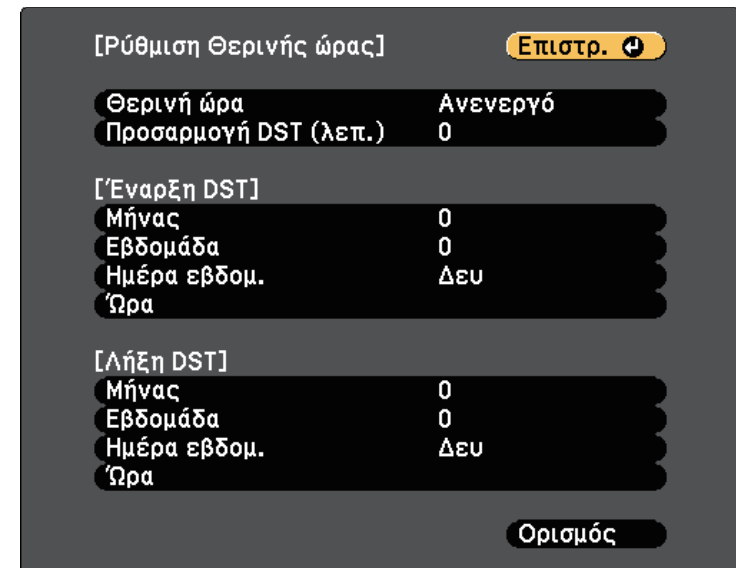 [Ρύθμιση Θερινής ώρας] Επιστρ.
Θερινή ώρα Ανενεργό
Προσαρμογή DST (λεπ.) 0
[Έναρξη DST]
Μήνας 0
Εβδομάδα 0
Ημέρα εβδομ. Δευ
Ώρα
[Λήξη DST]
Μήνας 0
Εβδομάδα 0
Ημέρα εβδομ. Δευ
Ώρα
Ορισμός